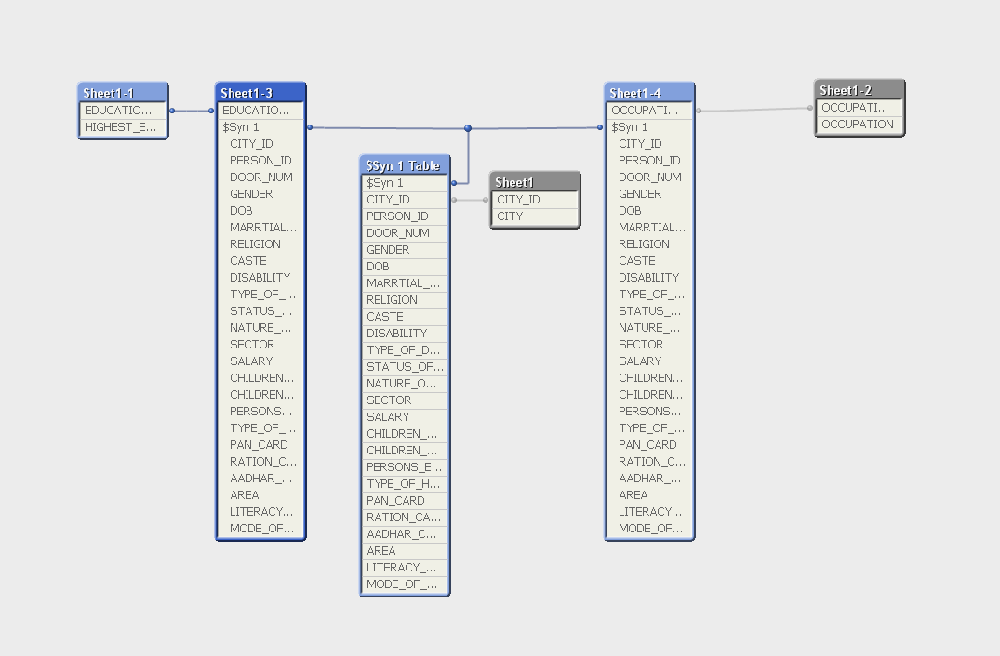 Sheet1-1
EDUCATIO...
HIGHEST_E...
Sheet1-3
EDUCATIO...
$Syn 1
CITY_ID
PERSON_ID
DOOR_NUM
GENDER
DOB
MARRTIAL...
RELIGION
CASTE
DISABILITY
TYPE_OF_...
STATUS_...
NATURE_...
SECTOR
SALARY
CHILDREN...
CHILDREN...
PERSONS...
TYPE_OF_...
PAN_CARD
RATION_C...
AADHAR_...
AREA
LITERACY...
MODE_OF...
$Syn 1 Table
$Syn 1
CITY_ID
PERSON_ID
DOOR_NUM
GENDER
DOB
MARRTIAL_...
RELIGION
CASTE
DISABILITY
TYPE_OF_D...
STATUS_OF...
NATURE_O...
SECTOR
SALARY
CHILDREN_...
CHILDREN_...
PERSONS_E...
TYPE_OF_H...
PAN_CARD
RATION_CA...
AADHAR_C...
AREA
LITERACY_...
MODE_OF_...
Sheet1
CITY_ID
CITY
Sheet1-4
OCCUPATI...
$Syn 1
CITY_ID
PERSON_ID
DOOR_NUM
GENDER
DOB
MARRTIAL...
RELIGION
CASTE
DISABILITY
TYPE_OF_...
STATUS_...
NATURE_...
SECTOR
SALARY
CHILDREN...
CHILDREN...
PERSONS...
TYPE_OF_...
PAN_CARD
RATION_C...
AADHAR_...
AREA
LITERACY...
MODE_OF...
Sheet1-2
OCCUPATI...
OCCUPATION